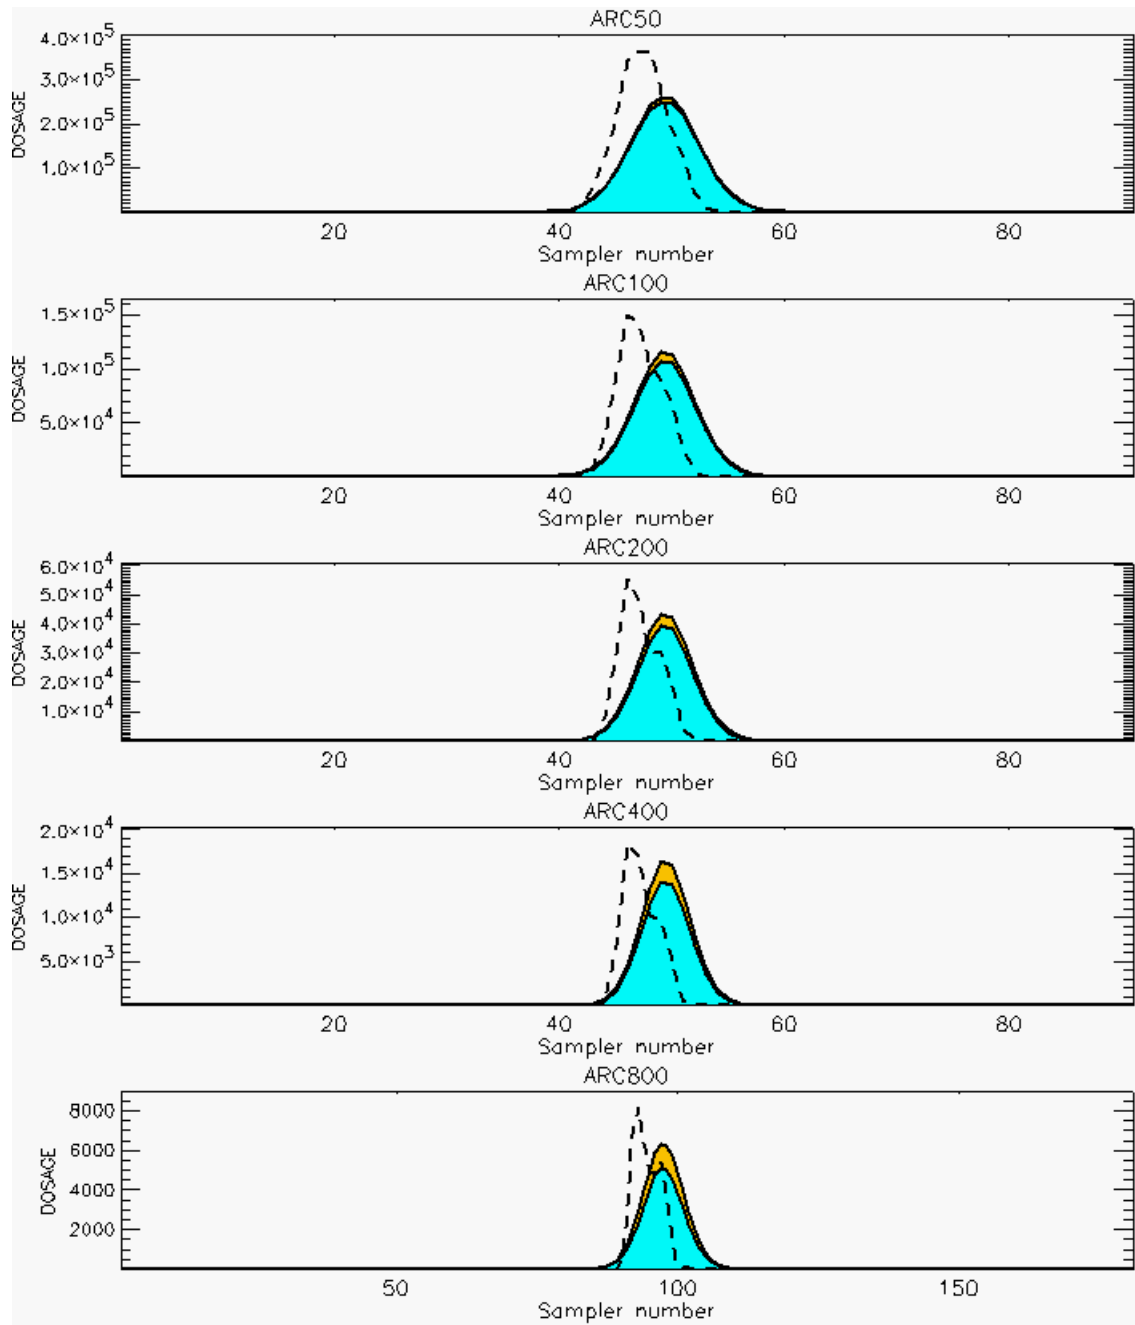 ARC50
4.0×10^5
3.0×10^5
2.0×10^5
1.0×10^5
DOSAGE
20 40 60 80
Sampler number
ARC100
1.5×10^5
1.0×10^5
5.0×10^4
DOSAGE
20 40 60 80
Sampler number
ARC200
6.0×10^4
5.0×10^4
4.0×10^4
3.0×10^4
2.0×10^4
1.0×10^4
DOSAGE
20 40 60 80
Sampler number
ARC400
2.0×10^4
1.5×10^4
1.0×10^4
5.0×10^3
DOSAGE
20 40 60 80
Sampler number
ARC800
8000
6000
4000
2000
DOSAGE
50 100 150
Sampler number